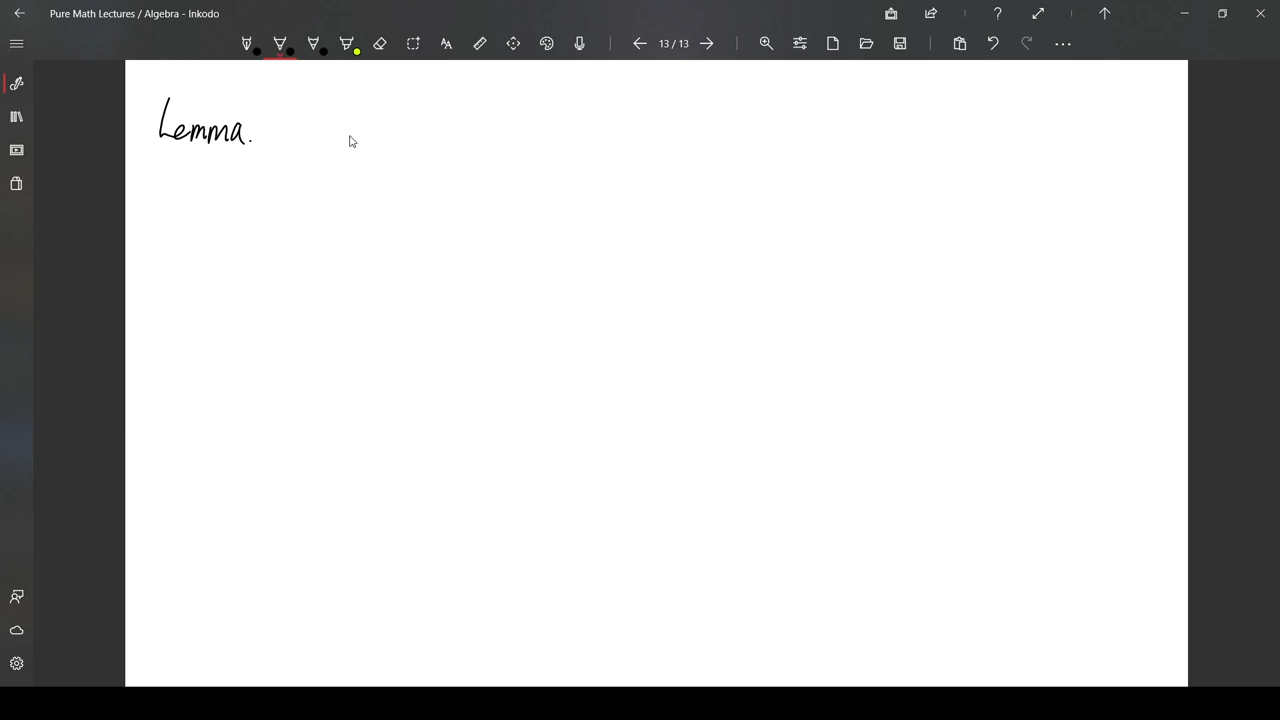 Pure Math Lectures / Algebra - Inkodo
13 / 13
Lemma.